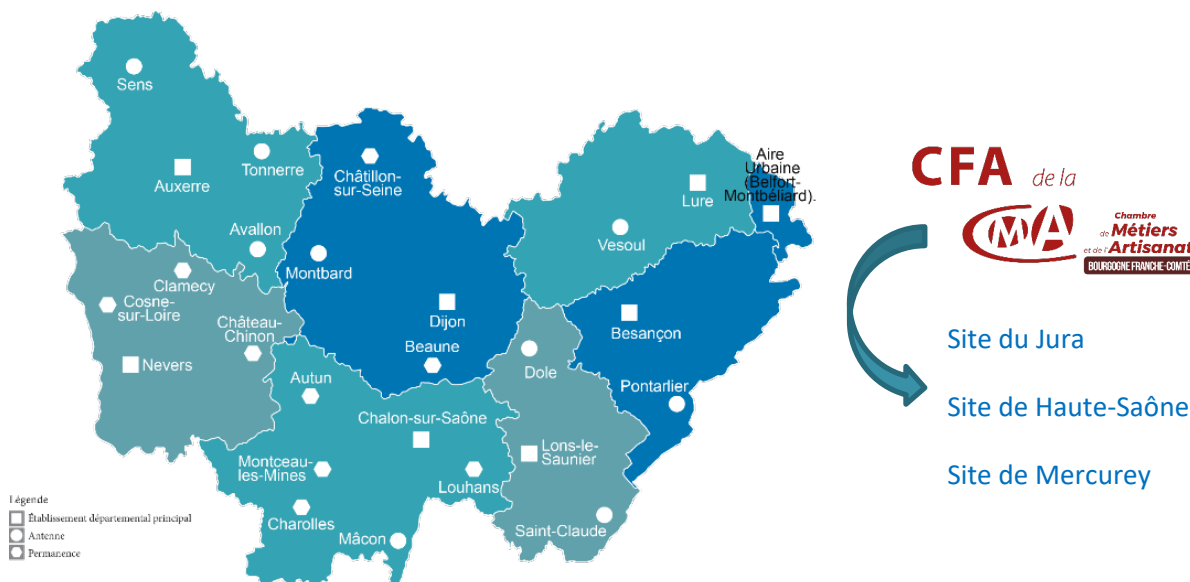 Sens
Tonnerre
Auxerre
Avallon
Châtillon-
sur-Seine
Montbard
Dijon
Beaune
Clamecy
Cosne-
sur-Loire
Château-
Chinon
Nevers
Autun
Chalon-sur-Saône
Montceau-
les-Mines
Louhans
Charolles
Mâcon
Aire
Urbaine
(Belfort-
Montbéliard).
Lure
Vesoul
Besançon
Pontarlier
Dole
Lons-le-
Saunier
Saint-Claude
Légende
Établissement départemental principal
Antenne
Permanence
CFA de la
CMA
Chambre
de Métiers
et de l'Artisanat
BOURGOGNE FRANCHE-COMTÉ
Site du Jura
Site de Haute-Saône
Site de Mercurey